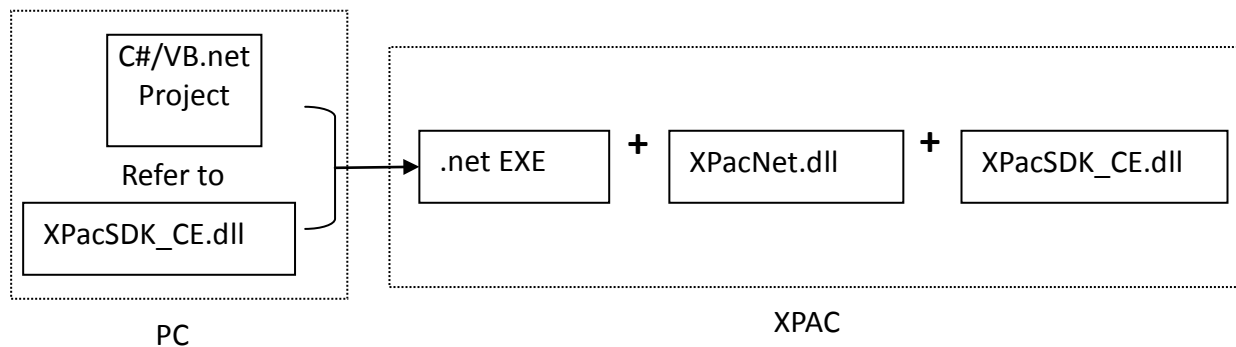 C#/VB.net
Project
Refer to
XPacSDK_CE.dll
PC
.net EXE
+
XPacNet.dll
+
XPacSDK_CE.dll
XPAC